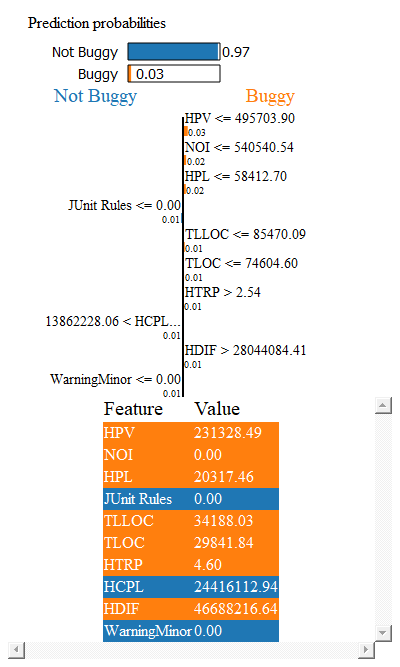 Prediction probabilities
Not Buggy 0.97
Buggy 0.03
Not Buggy Buggy
HPV <= 495703.90
0.03
NOI <= 540540.54
0.02
HPL <= 58412.70
0.02
JUnit Rules <= 0.00
0.01
TLLOC <= 85470.09
0.01
TLOC <= 74604.60
0.01
HTRP > 2.54
0.01
13862228.06 < HCPL...
0.01
HDIF > 28044084.41
0.01
WarningMinor <= 0.00
0.01
Feature Value
HPV 231328.49
NOI 0.00
HPL 20317.46
JUnit Rules 0.00
TLLOC 34188.03
TLOC 29841.84
HTRP 4.60
HCPL 24416112.94
HDIF 46688216.64
WarningMinor 0.00